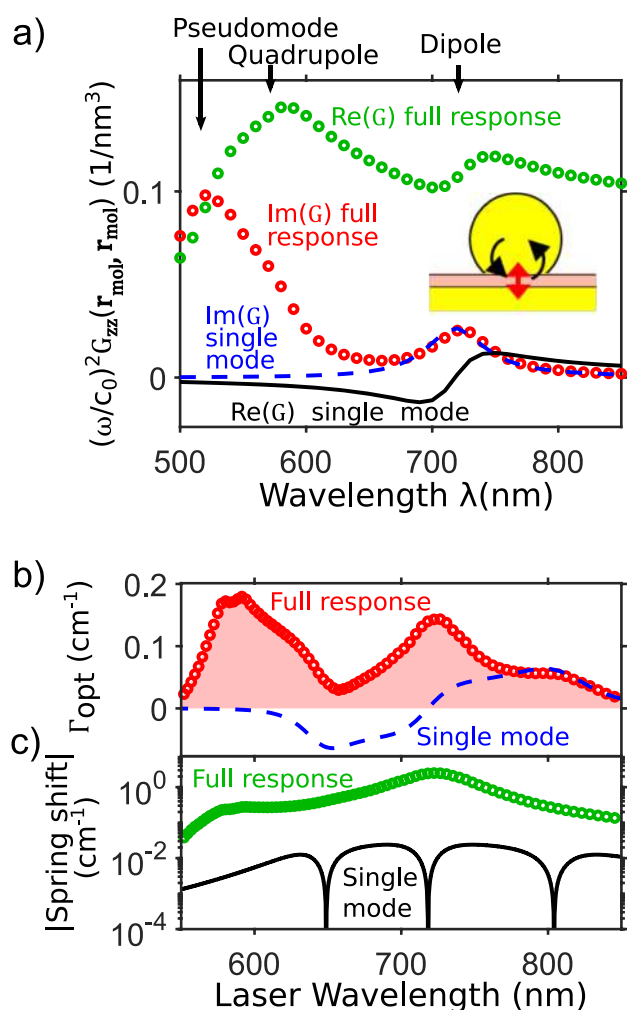 a)
Pseudomode
Quadrupole
Dipole
(ω/c₀)²G_zz(r_mol, r_mol) (1/nm³)
0.1
0
Re(G) full response
Im(G) full
response
Im(G)
single
mode
Re(G) single mode
500
600
700
800
Wavelength λ(nm)
b)
Γopt (cm⁻¹)
0.2
0.1
0
Full response
Single mode
c)
|Spring shift|
(cm⁻¹)
10⁰
10⁻²
10⁻⁴
Full response
Single
mode
600
700
800
Laser Wavelength (nm)